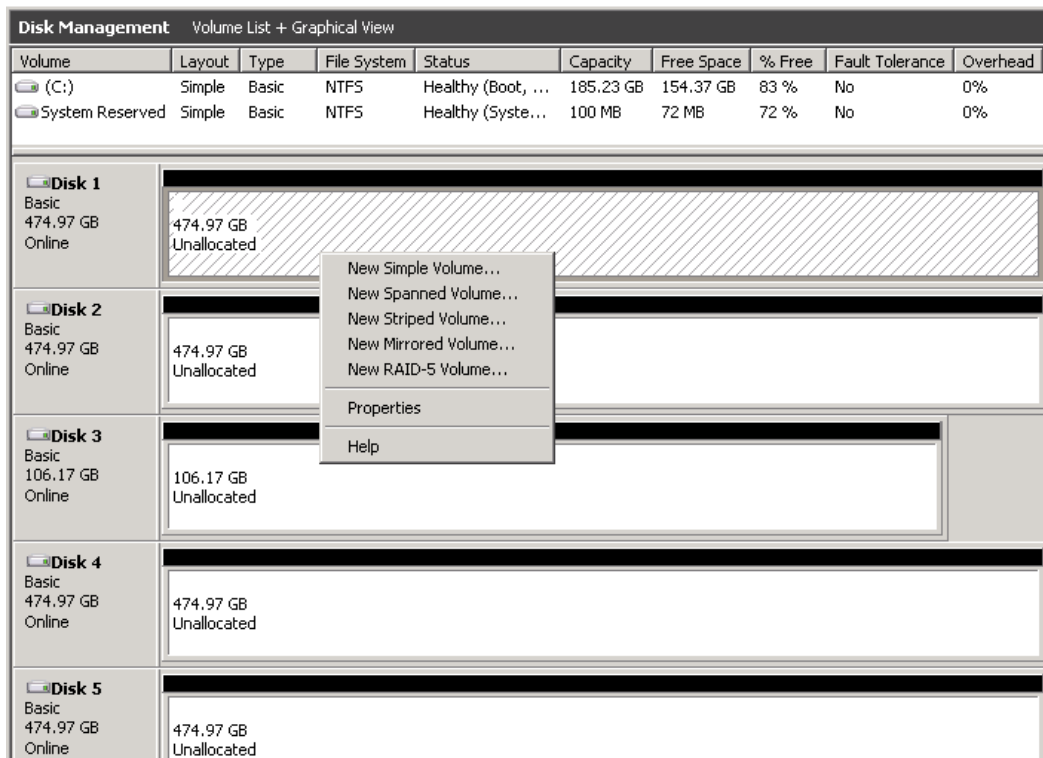 Disk Management Volume List + Graphical View
Volume Layout Type File System Status Capacity Free Space % Free Fault Tolerance Overhead
(C:) Simple Basic NTFS Healthy (Boot, ... 185.23 GB 154.37 GB 83 % No 0%
System Reserved Simple Basic NTFS Healthy (Syste... 100 MB 72 MB 72 % No 0%
Disk 1
Basic
474.97 GB
Online
474.97 GB
Unallocated
New Simple Volume...
New Spanned Volume...
New Striped Volume...
New Mirrored Volume...
New RAID-5 Volume...
Properties
Help
Disk 2
Basic
474.97 GB
Online
474.97 GB
Unallocated
Disk 3
Basic
106.17 GB
Online
106.17 GB
Unallocated
Disk 4
Basic
474.97 GB
Online
474.97 GB
Unallocated
Disk 5
Basic
474.97 GB
Online
474.97 GB
Unallocated